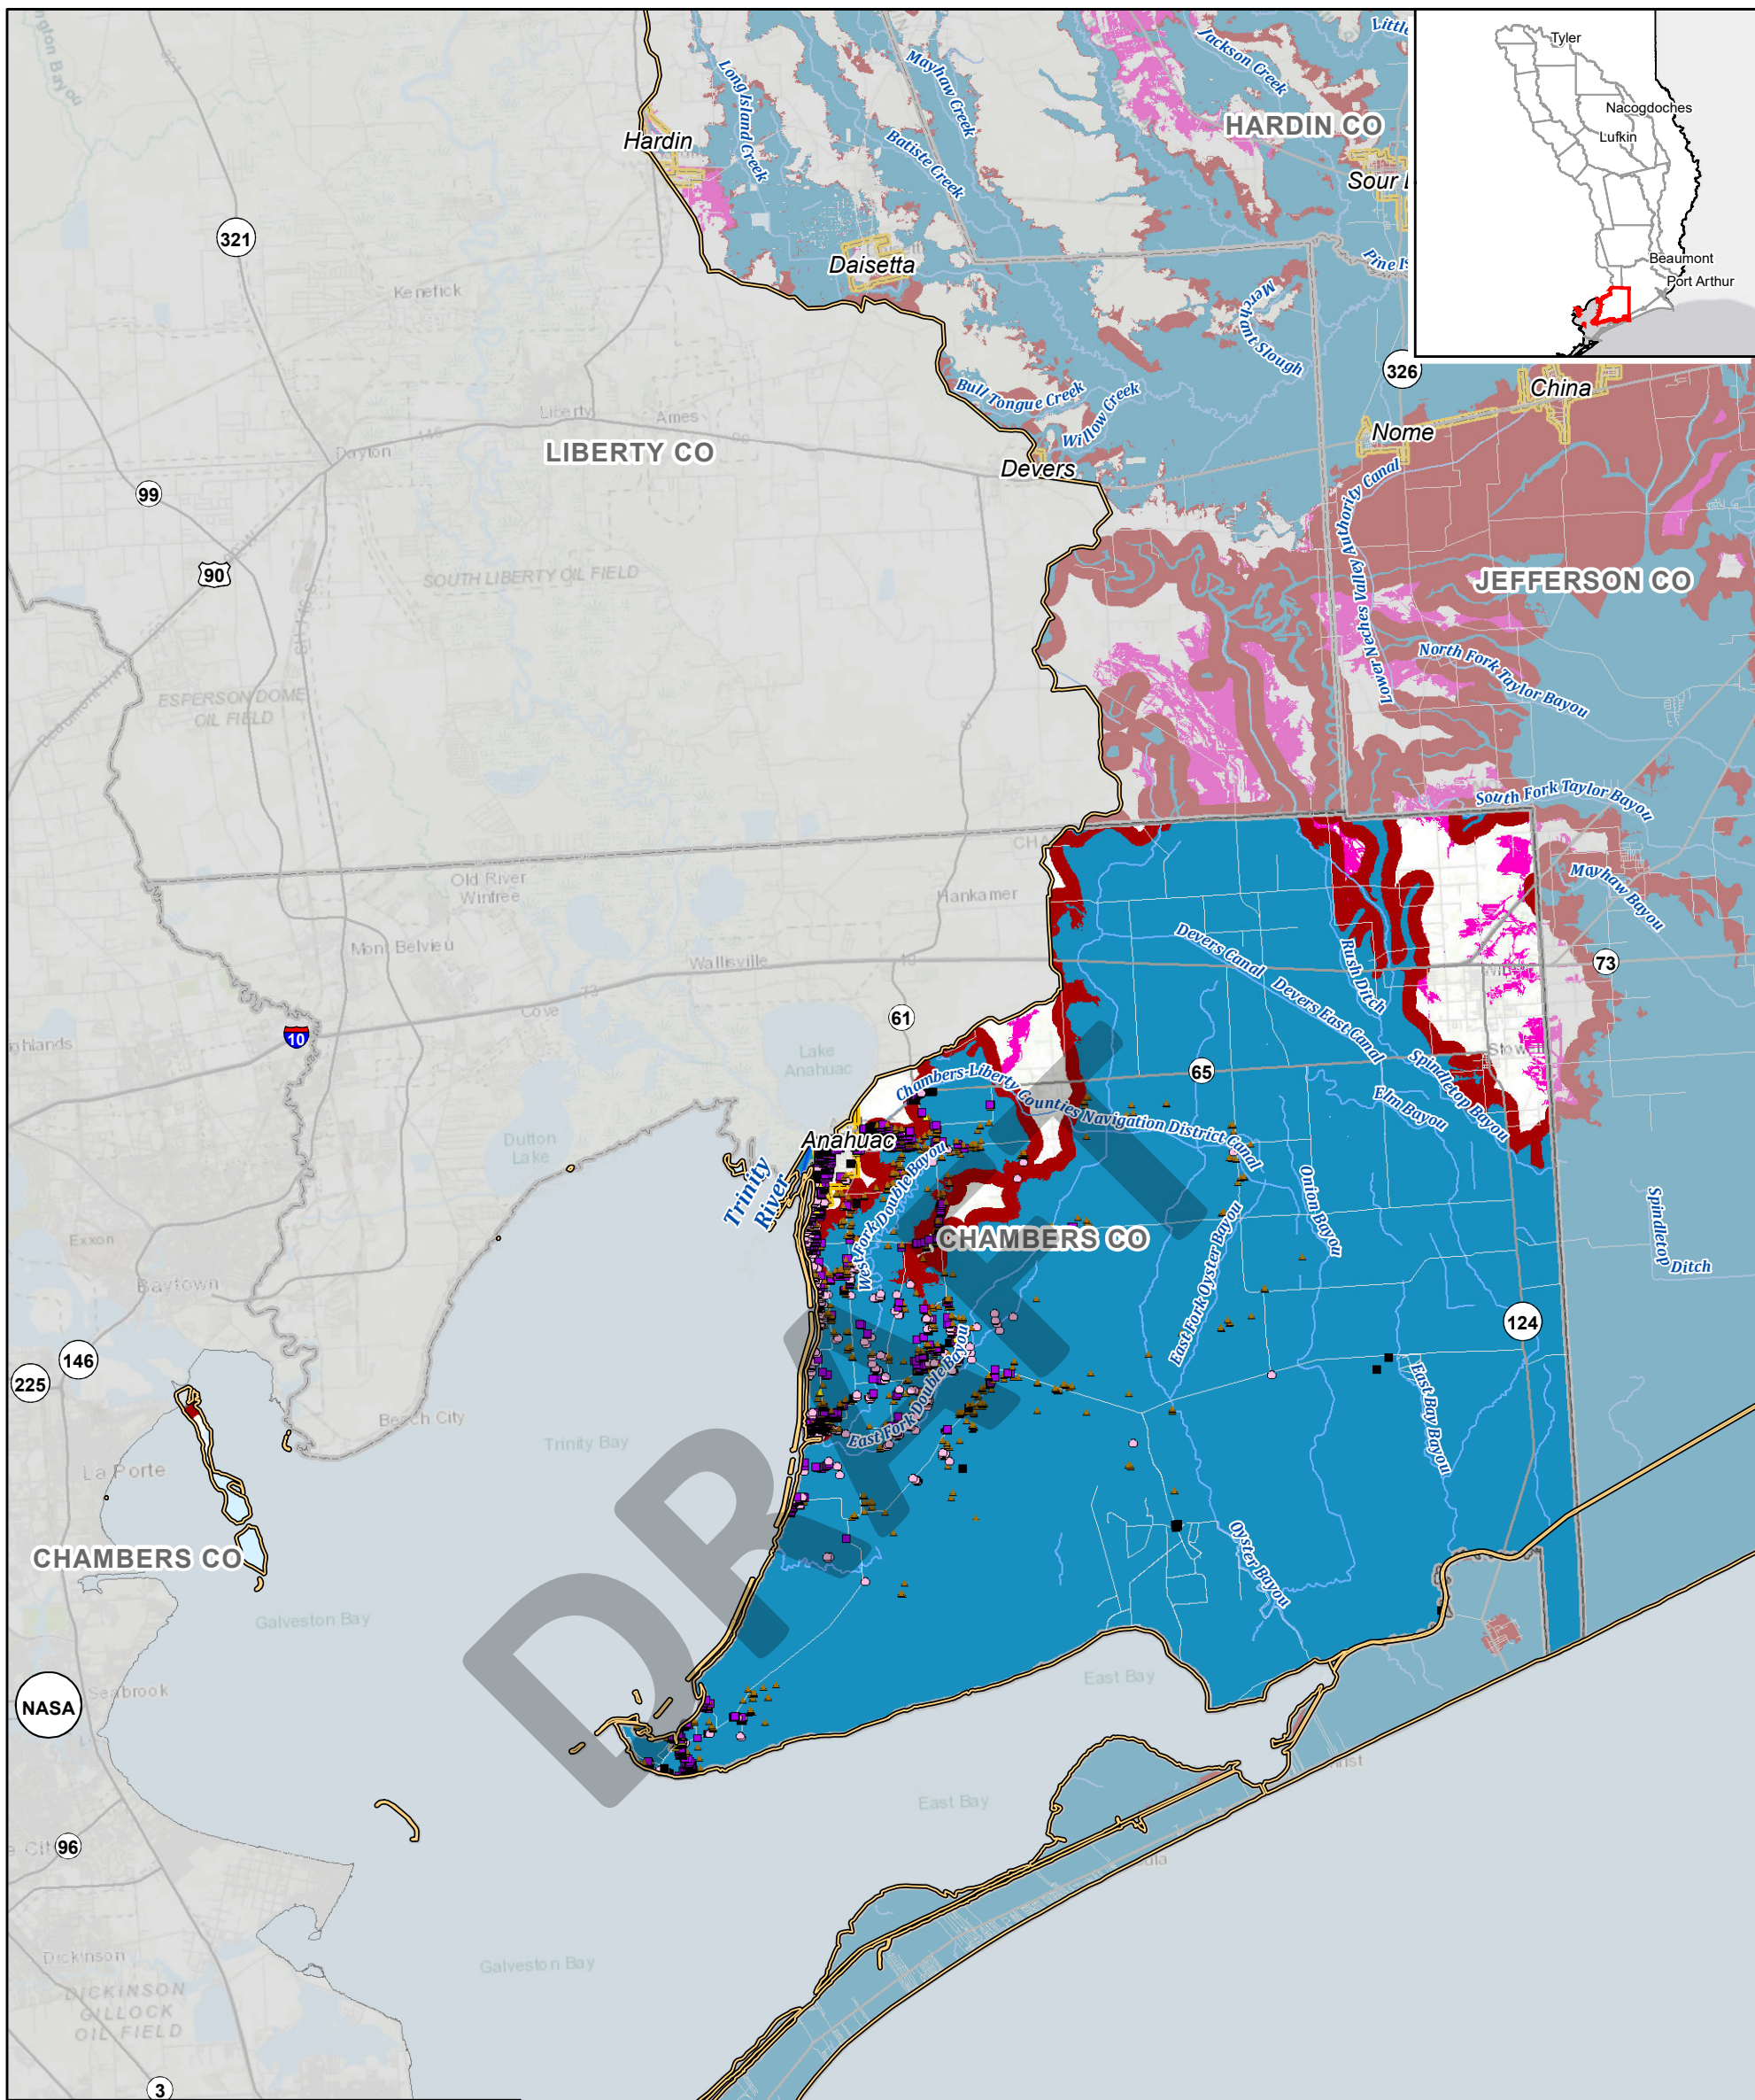 Tyler
Nacogdoches
Lufkin
Beaumont
Port Arthur
Long Island Creek
Mayhaw Creek
Batiste Creek
Jackson Creek
HARDIN CO
Hardin
Sour
Daisetta
321
Kenefick
Merchant Slough
326
China
Nome
Bull Tongue Creek
Willow Creek
Devers
Liberty
Ames
90
146
Dayton
LIBERTY CO
99
90
SOUTH LIBERTY OIL FIELD
Lower Neches Valley Authority Canal
JEFFERSON CO
North Fork Taylor Bayou
ESPERSON DOME
OIL FIELD
61
South Fork Taylor Bayou
Mayhaw Bayou
Old River
Winfree
Hankamer
Mont Belvieu
Wallisville
Devers Canal
Devers East Canal
Rush Ditch
73
61
10
Cove
Lake
Anahuac
Stowell
65
Spindletop Bayou
Elm Bayou
Chambers-Liberty Counties Navigation District Canal
Anahuac
Dutton
Lake
Trinity
River
West Fork Double Bayou
Onion Bayou
Spindletop
Ditch
CHAMBERS CO
Exxon
Baytown
East Fork Oyster Bayou
124
146
225
East Fork Double Bayou
East Bay Bayou
Beach City
Trinity Bay
La Porte
Oyster Bayou
CHAMBERS CO
Galveston Bay
East Bay
NASA
Seabrook
East Bay
96
Dickinson
Galveston Bay
DICKINSON
GILLOCK
OIL FIELD
3
DRAFT